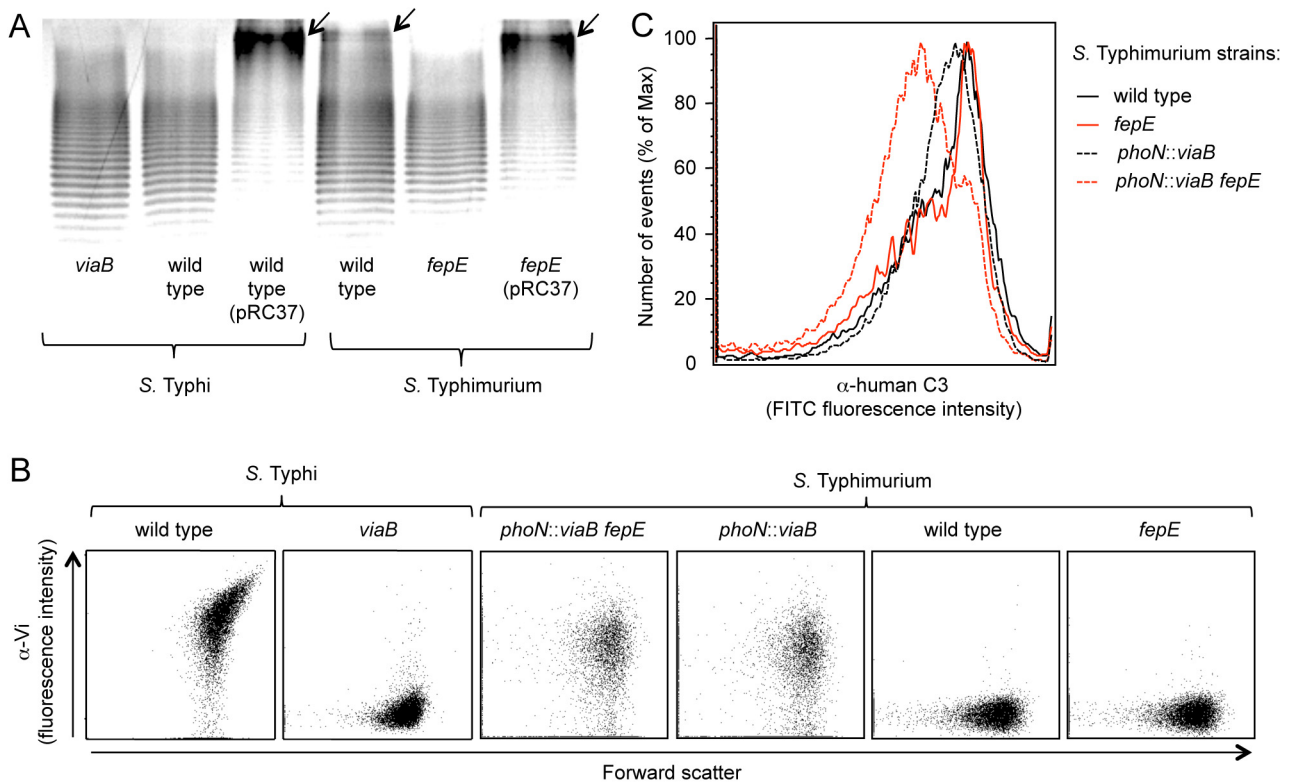 A
viaB
wild
type
wild
type
(pRC37)
wild
type
fepE
fepE
(pRC37)
S. Typhi
S. Typhimurium
C
Number of events (% of Max)
100
80
60
40
20
0
α-human C3
(FITC fluorescence intensity)
S. Typhimurium strains:
wild type
fepE
phoN::viaB
phoN::viaB fepE
B
S. Typhi
S. Typhimurium
wild type
viaB
phoN::viaB fepE
phoN::viaB
wild type
fepE
α-Vi
(fluorescence intensity)
Forward scatter